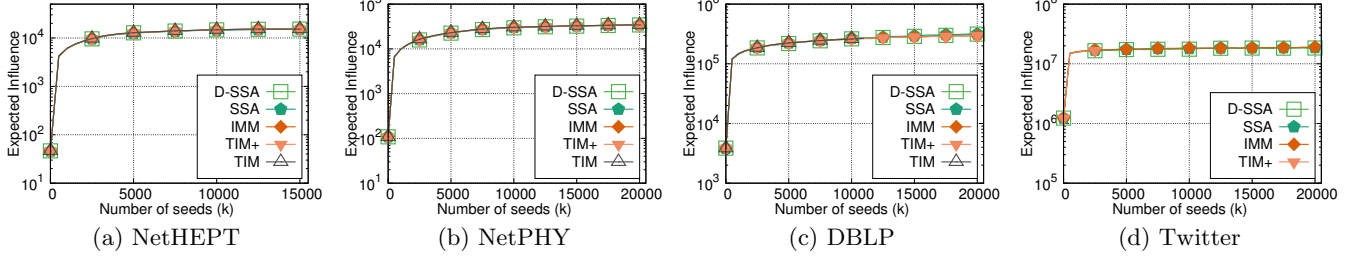 Expected Influence
10^5
10^4
10^3
10^2
10^1
D-SSA
SSA
IMM
TIM+
TIM
0 5000 10000 15000
Number of seeds (k)
(a) NetHEPT
Expected Influence
10^5
10^4
10^3
10^2
10^1
D-SSA
SSA
IMM
TIM+
TIM
0 5000 10000 15000 20000
Number of seeds (k)
(b) NetPHY
Expected Influence
10^6
10^5
10^4
10^3
D-SSA
SSA
IMM
TIM+
TIM
0 5000 10000 15000 20000
Number of seeds (k)
(c) DBLP
Expected Influence
10^8
10^7
10^6
10^5
D-SSA
SSA
IMM
TIM+
0 5000 10000 15000 20000
Number of seeds (k)
(d) Twitter